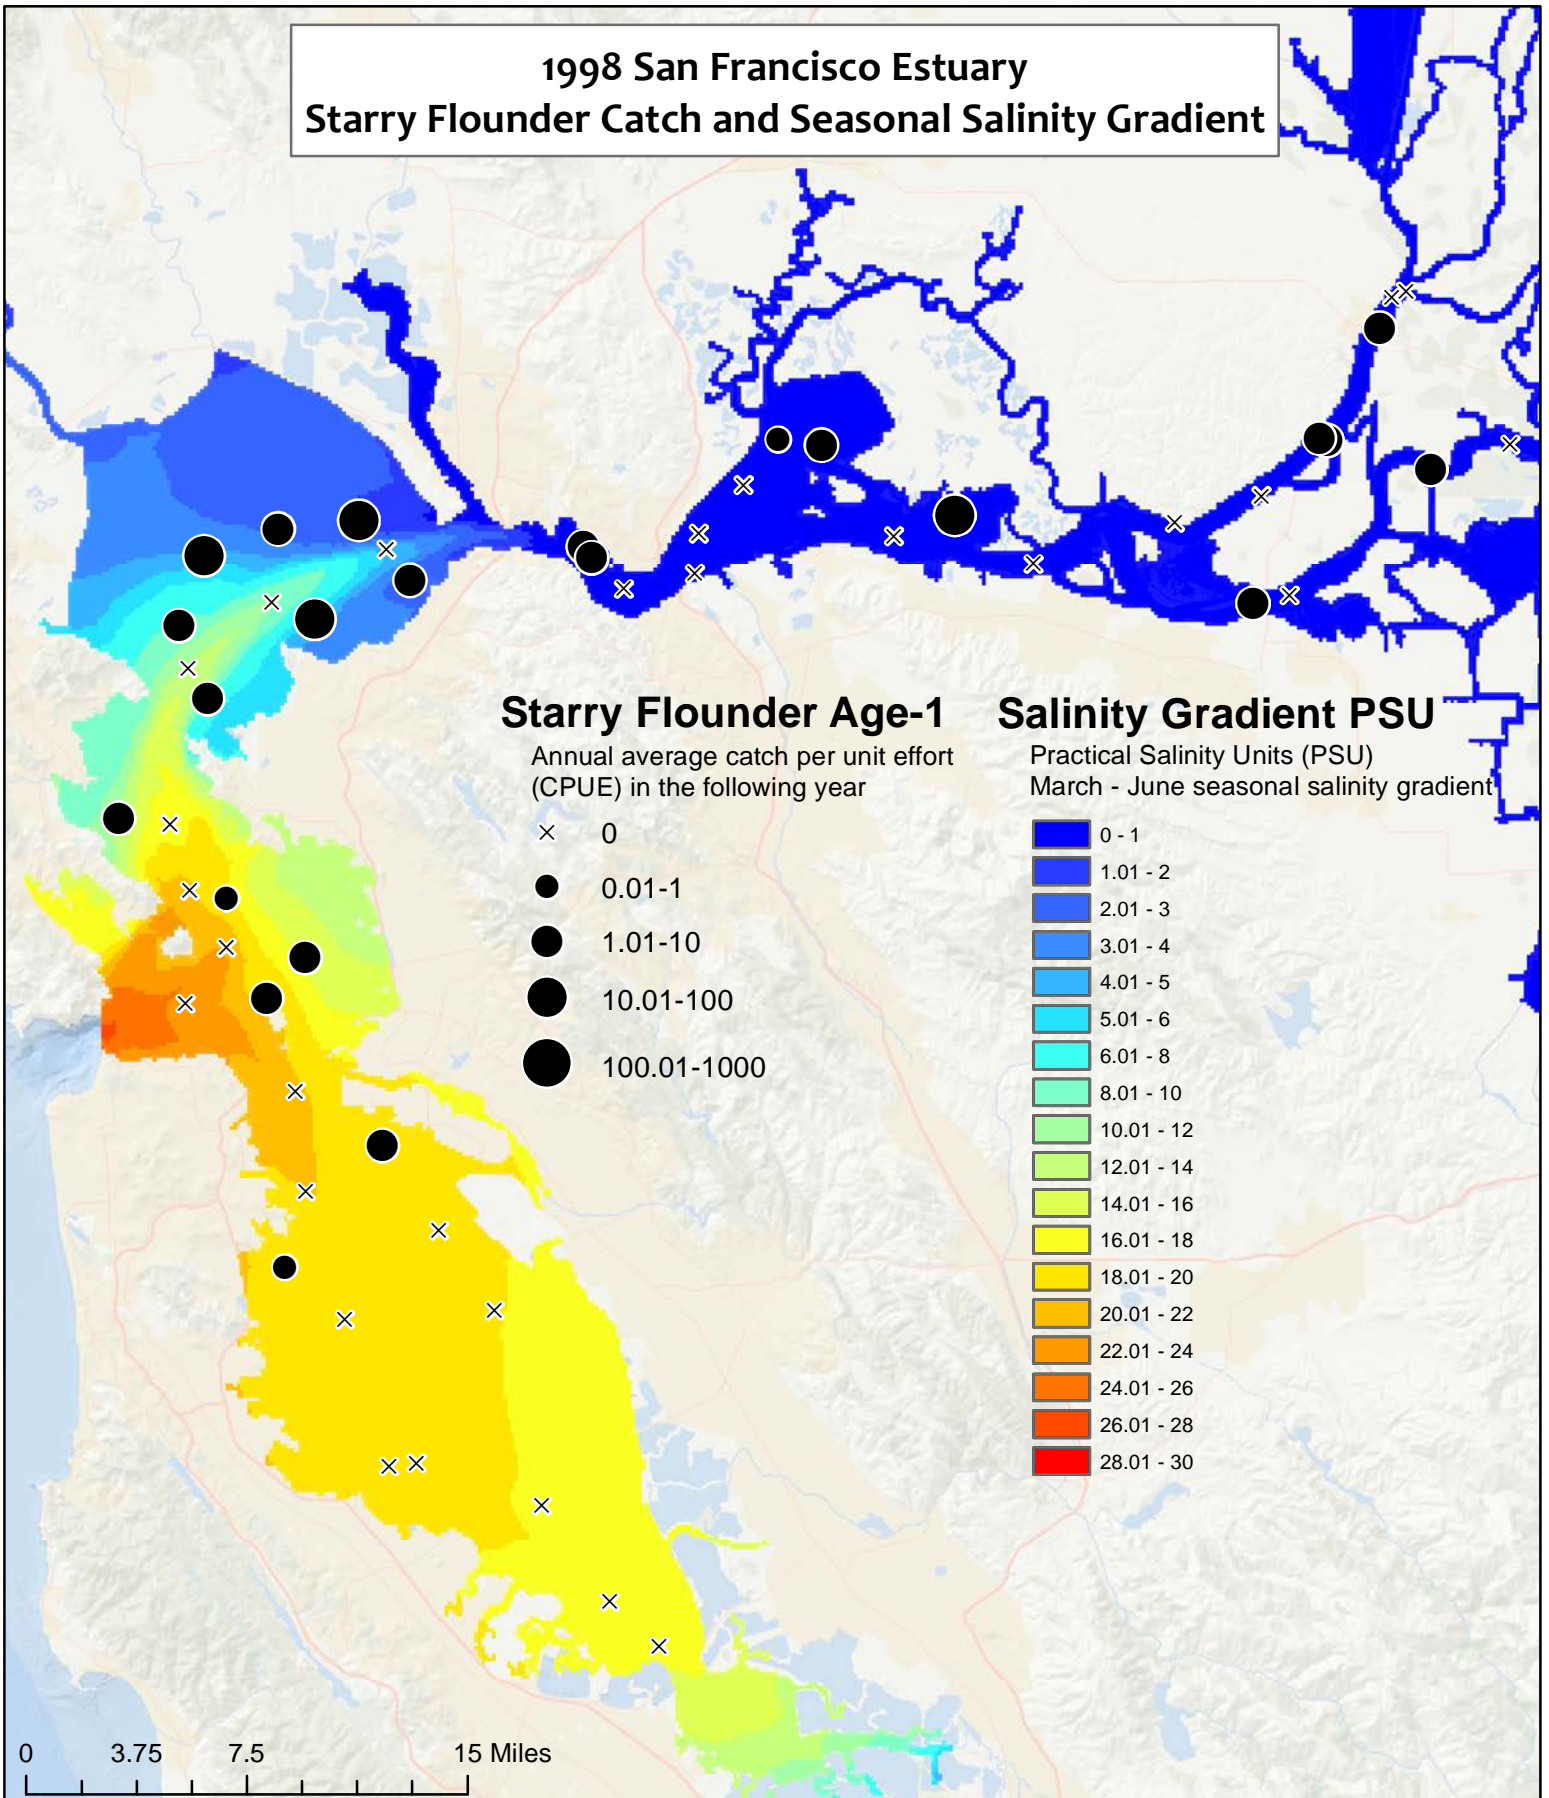 1998 San Francisco Estuary
Starry Flounder Catch and Seasonal Salinity Gradient
Starry Flounder Age-1
Annual average catch per unit effort
(CPUE) in the following year
0
0.01-1
1.01-10
10.01-100
100.01-1000
Salinity Gradient PSU
Practical Salinity Units (PSU)
March - June seasonal salinity gradient
0 - 1
1.01 - 2
2.01 - 3
3.01 - 4
4.01 - 5
5.01 - 6
6.01 - 8
8.01 - 10
10.01 - 12
12.01 - 14
14.01 - 16
16.01 - 18
18.01 - 20
20.01 - 22
22.01 - 24
24.01 - 26
26.01 - 28
28.01 - 30
0 3.75 7.5 15 Miles